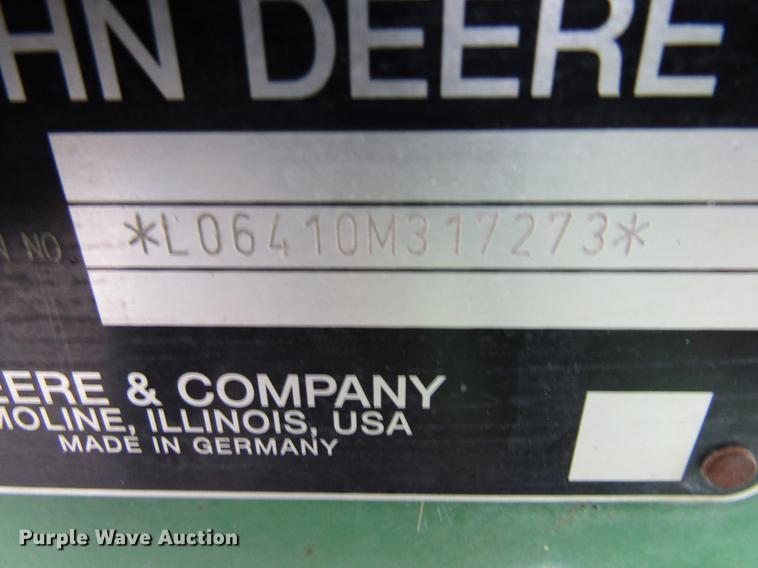 HN DEERE
N NO. *L06410M317273*
EERE & COMPANY
MOLINE, ILLINOIS, USA
MADE IN GERMANY
Purple Wave Auction